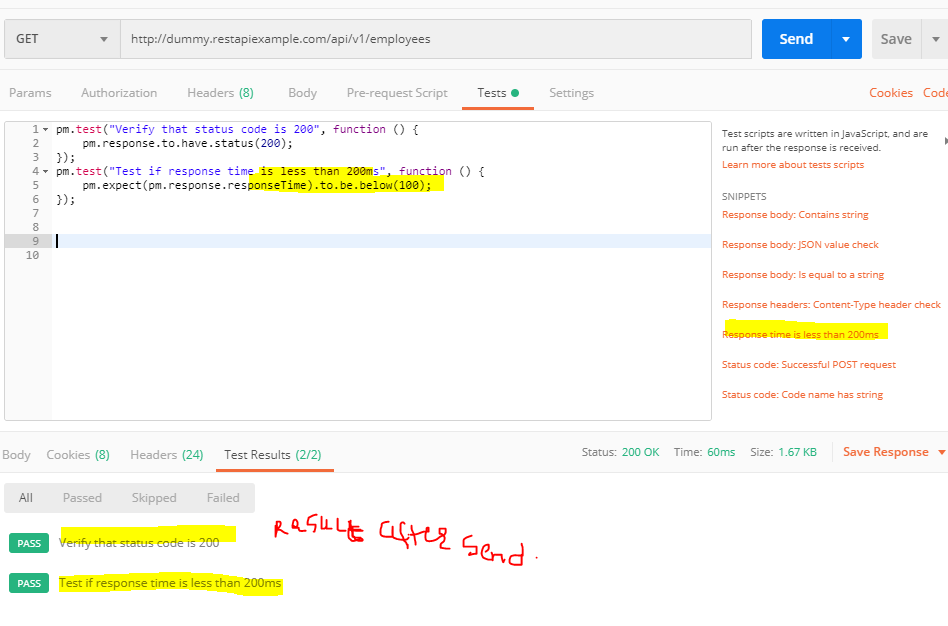 GET http://dummy.restapiexample.com/api/v1/employees Send Save
Params Authorization Headers (8) Body Pre-request Script Tests Settings Cookies Code
1 pm.test("Verify that status code is 200", function () {
2 pm.response.to.have.status(200);
3 });
4 pm.test("Test if response time is less than 200ms", function () {
5 pm.expect(pm.response.responseTime).to.be.below(100);
6 });
7
8
9
10
Test scripts are written in JavaScript, and are
run after the response is received.
Learn more about tests scripts
SNIPPETS
Response body: Contains string
Response body: JSON value check
Response body: Is equal to a string
Response headers: Content-Type header check
Response time is less than 200ms
Status code: Successful POST request
Status code: Code name has string
Body Cookies (8) Headers (24) Test Results (2/2) Status: 200 OK Time: 60ms Size: 1.67 KB Save Response
All Passed Skipped Failed
PASS Verify that status code is 200
Result After Send.
PASS Test if response time is less than 200ms